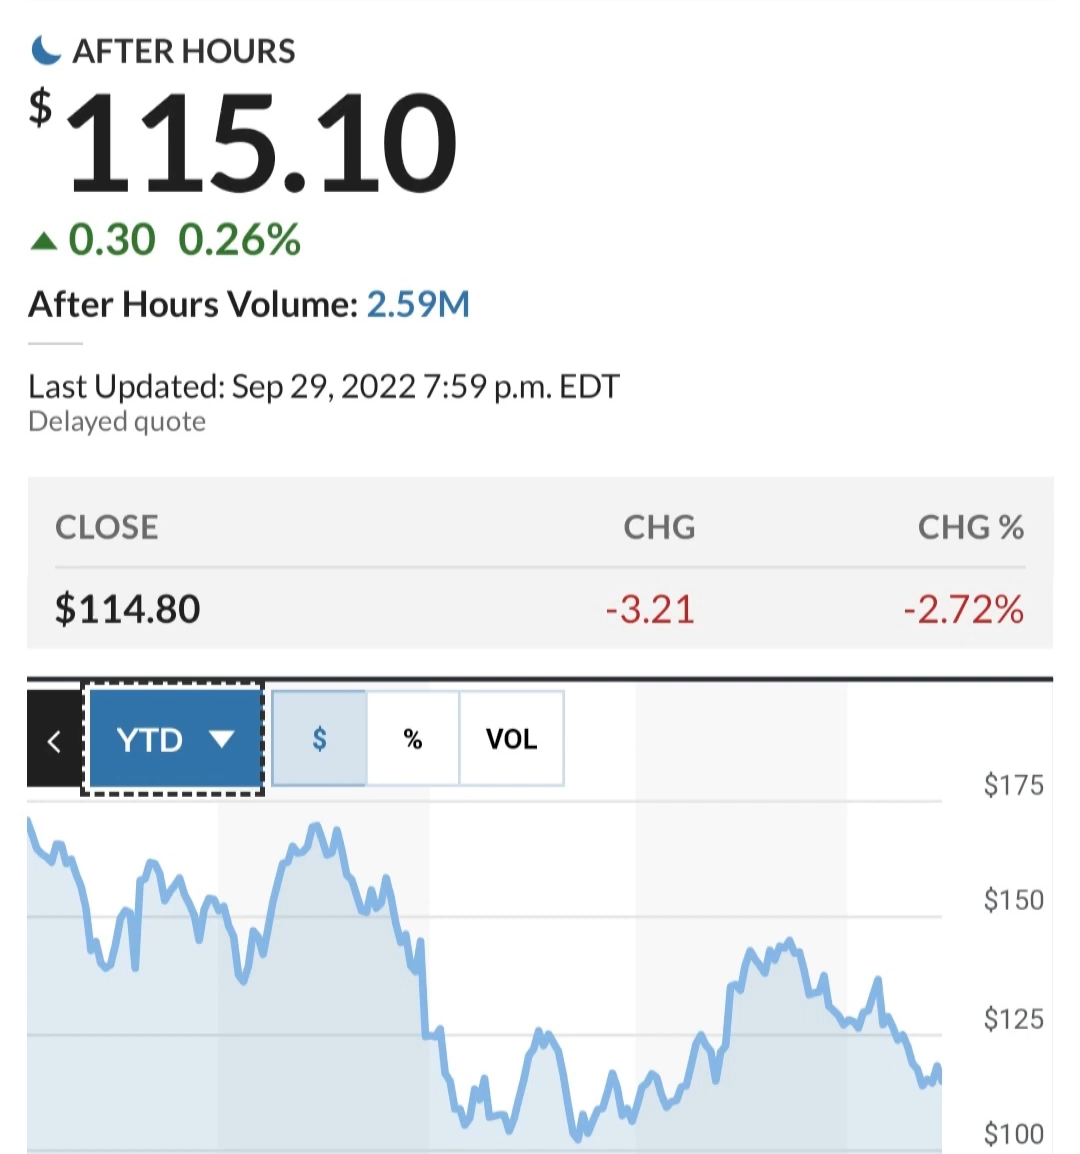 AFTER HOURS
$115.10
▲ 0.30 0.26%
After Hours Volume: 2.59M
Last Updated: Sep 29, 2022 7:59 p.m. EDT
Delayed quote
CLOSE CHG CHG %
$114.80 -3.21 -2.72%
< YTD ▼ $ % VOL
$175
$150
$125
$100